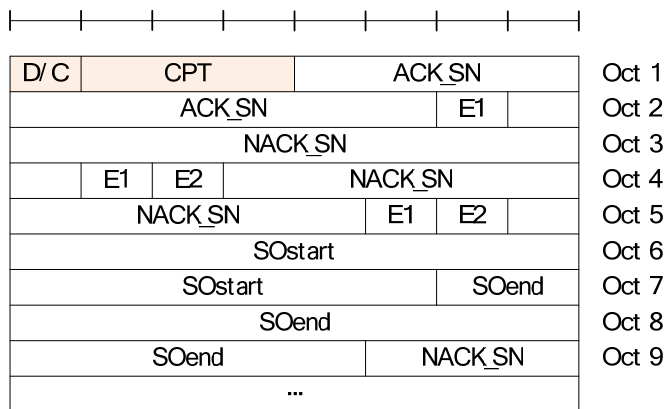 D/C CPT ACK_SN Oct 1
ACK_SN E1 Oct 2
NACK_SN Oct 3
E1 E2 NACK_SN Oct 4
NACK_SN E1 E2 Oct 5
SOstart Oct 6
SOstart SOend Oct 7
SOend Oct 8
SOend NACK_SN Oct 9
...